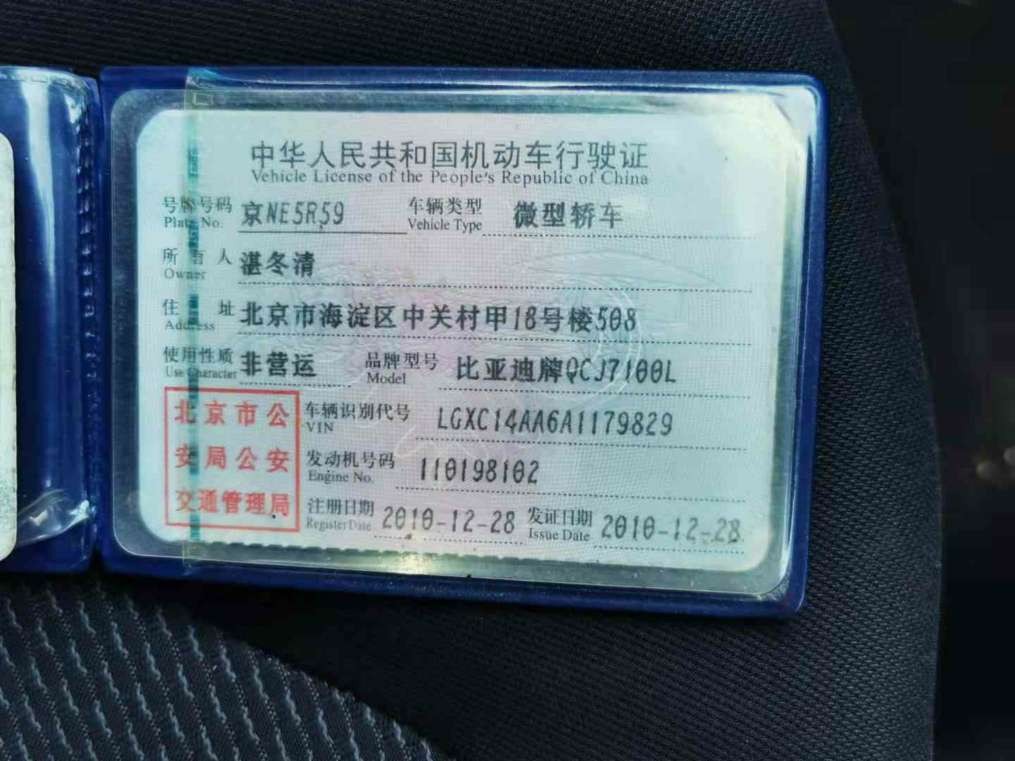 中华人民共和国机动车行驶证
Vehicle License of the People's Republic of China
号牌号码 京NE5R59 车辆类型 微型轿车
Plate No. Vehicle Type
所有人 湛冬清
Owner
住址 北京市海淀区中关村甲18号楼508
Address
使用性质 非营运 品牌型号 比亚迪牌QCJ7100L
Use Character Model
北京市公 车辆识别代号 LGXC14AA6A1179829
VIN
安局公安 发动机号码 110198102
Engine No.
交通管理局 注册日期 2010-12-28 发证日期 2010-12-28
Register Date Issue Date